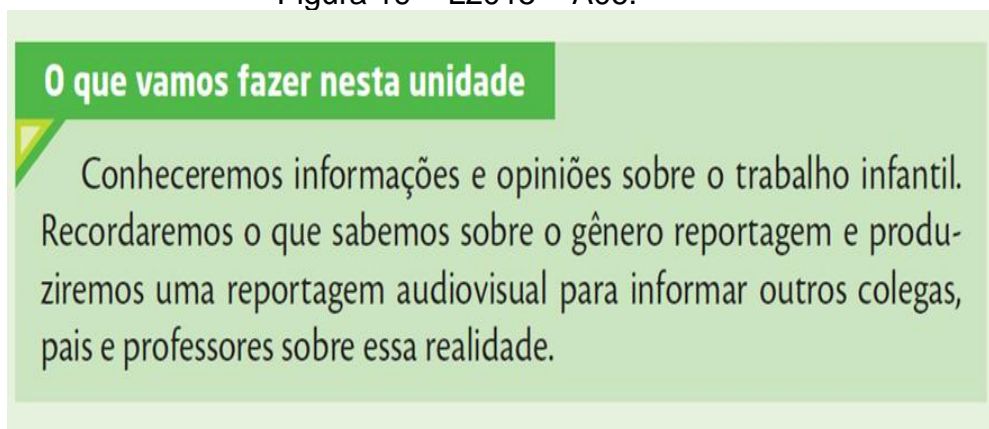 O que vamos fazer nesta unidade
Conheceremos informações e opiniões sobre o trabalho infantil.
Recordaremos o que sabemos sobre o gênero reportagem e produ-
ziremos uma reportagem audiovisual para informar outros colegas,
pais e professores sobre essa realidade.